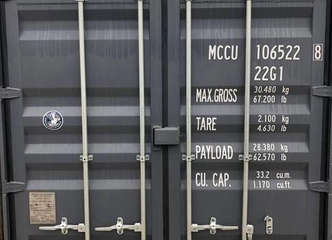 MCCU 106522 8
22G1
MAX.GROSS 30.480 kg
67.200 lb
TARE 2.100 kg
4.630 lb
PAYLOAD 28.380 kg
62.570 lb
CU. CAP. 33.2 cu.m.
1.170 cu.ft.